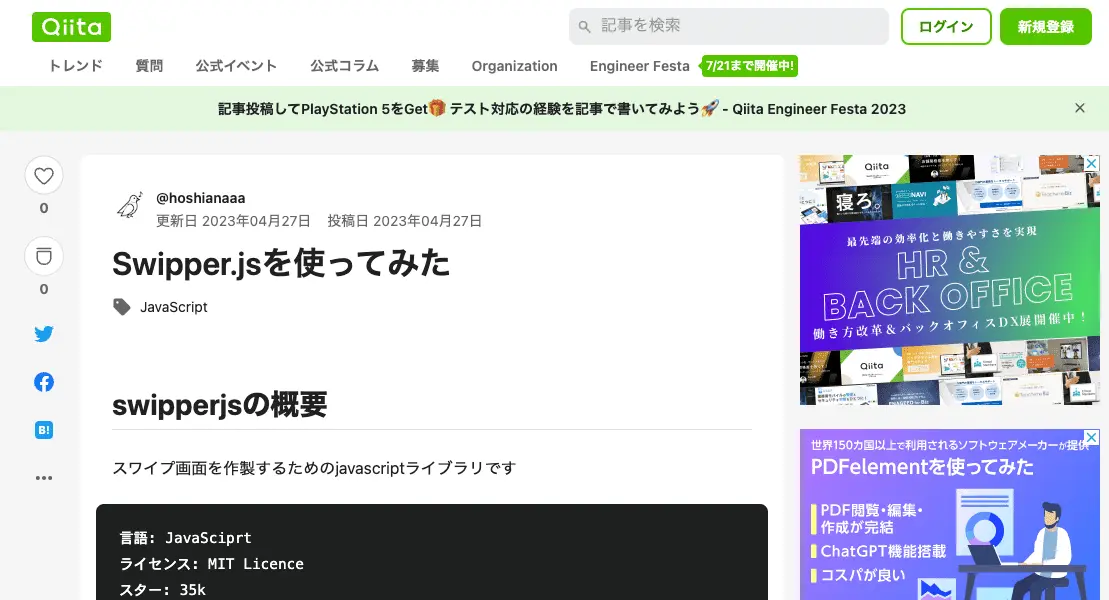 Qiita
記事を検索
ログイン
新規登録
トレンド 質問 公式イベント 公式コラム 募集 Organization Engineer Festa 7/21まで開催中!
記事投稿してPlayStation 5をGet🎁 テスト対応の経験を記事で書いてみよう🚀 - Qiita Engineer Festa 2023
0
0
B!
@hoshianaaa
更新日 2023年04月27日 投稿日 2023年04月27日
Swipper.jsを使ってみた
JavaScript
swipperjsの概要
スワイプ画面を作製するためのjavascriptライブラリです
言語: JavaSciprt
ライセンス: MIT Licence
スター: 35k
Qiita
寝ろ。
最先端の効率化と働きやすさを実現
HR &
BACK OFFICE
働き方改革&バックオフィスDX展開催中!
Qiita
世界150カ国以上で利用されるソフトウェアメーカーが提供
PDFelementを使ってみた
PDF閲覧・編集・
作成が完結
ChatGPT機能搭載
コスパが良い